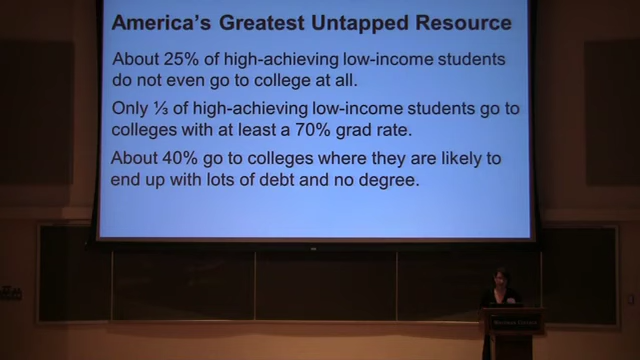 America's Greatest Untapped Resource
About 25% of high-achieving low-income students
do not even go to college at all.
Only ⅓ of high-achieving low-income students go to
colleges with at least a 70% grad rate.
About 40% go to colleges where they are likely to
end up with lots of debt and no degree.